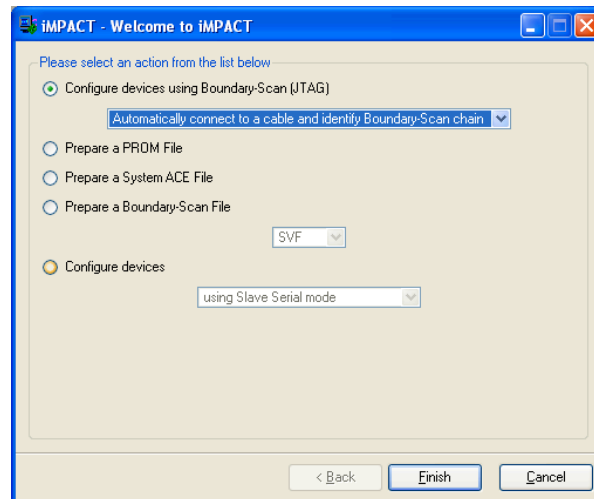 iMPACT - Welcome to iMPACT
Please select an action from the list below
Configure devices using Boundary-Scan (JTAG)
Automatically connect to a cable and identify Boundary-Scan chain
Prepare a PROM File
Prepare a System ACE File
Prepare a Boundary-Scan File
SVF
Configure devices
using Slave Serial mode
< Back Finish Cancel